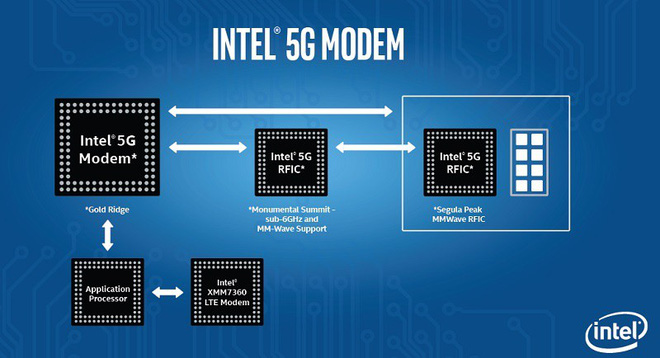 INTEL® 5G MODEM
Intel® 5G
Modem*
Intel® 5G
RFIC*
Intel® 5G
RFIC*
*Gold Ridge
*Monumental Summit –
sub-6GHz and
MM-Wave Support
*Segula Peak
MMWave RFIC
Application
Processor
Intel®
XMM7360
LTE Modem
intel®